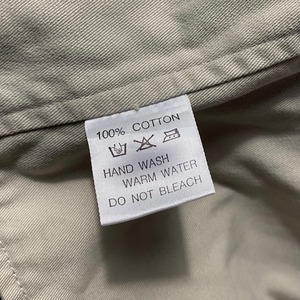 100% COTTON
HAND WASH
WARM WATER
DO NOT BLEACH